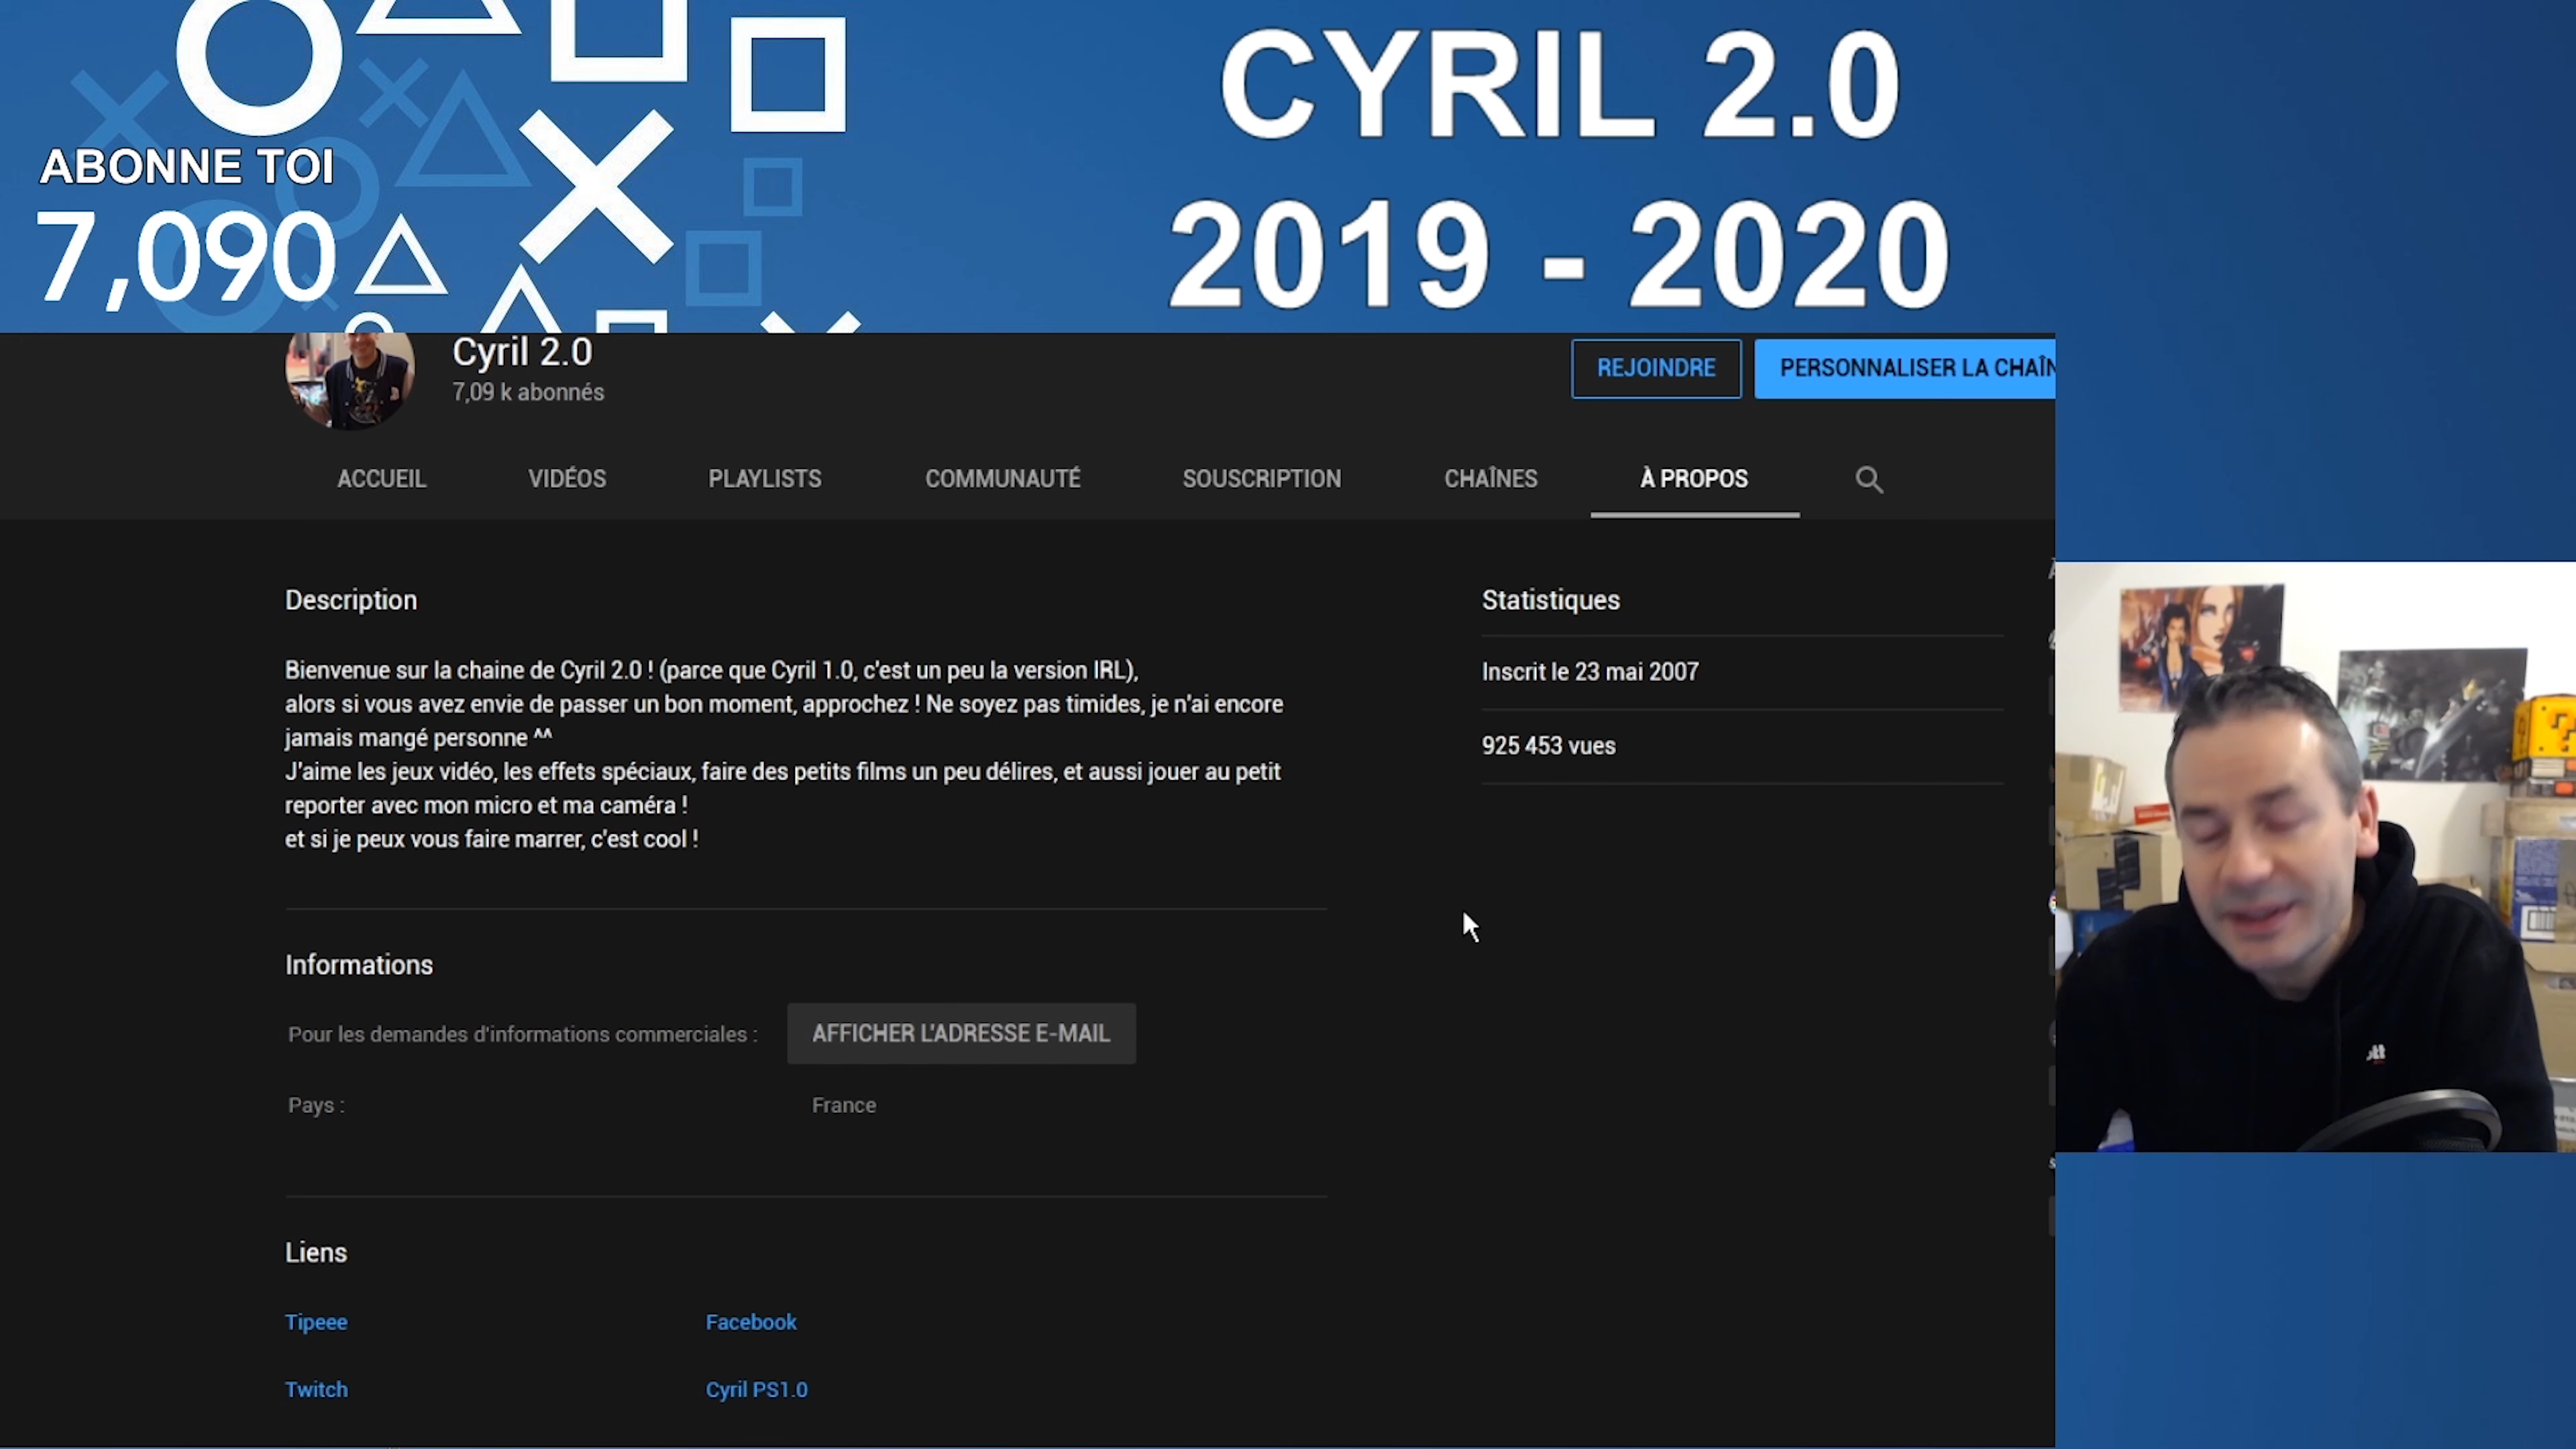 CYRIL 2.0
2019 - 2020
ABONNE TOI
7,090
Cyril 2.0
7,09 k abonnés
REJOINDRE
PERSONNALISER LA CHAÎN
ACCUEIL
VIDÉOS
PLAYLISTS
COMMUNAUTÉ
SOUSCRIPTION
CHAÎNES
À PROPOS
Description
Bienvenue sur la chaine de Cyril 2.0 ! (parce que Cyril 1.0, c'est un peu la version IRL),
alors si vous avez envie de passer un bon moment, approchez ! Ne soyez pas timides, je n'ai encore
jamais mangé personne ^^
J'aime les jeux vidéo, les effets spéciaux, faire des petits films un peu délires, et aussi jouer au petit
reporter avec mon micro et ma caméra !
et si je peux vous faire marrer, c'est cool !
Statistiques
Inscrit le 23 mai 2007
925 453 vues
Informations
Pour les demandes d'informations commerciales :
AFFICHER L'ADRESSE E-MAIL
Pays :
France
Liens
Tipeee
Facebook
Twitch
Cyril PS1.0